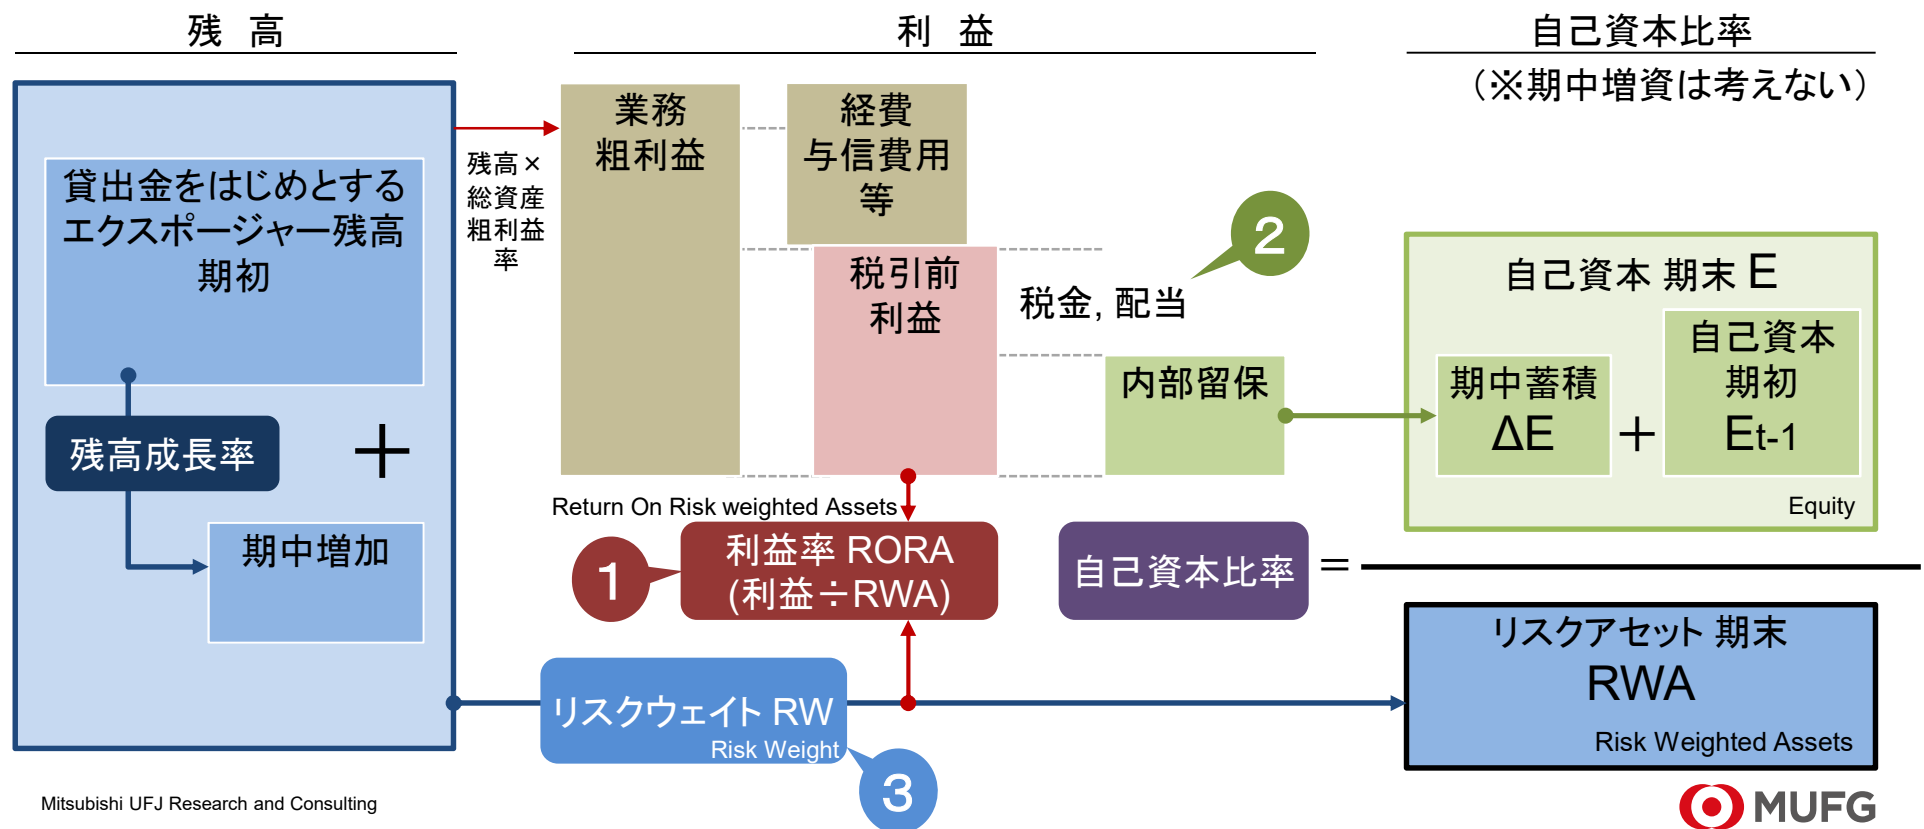 残 高
利 益
自己資本比率
（※期中増資は考えない）
貸出金をはじめとする
エクスポージャー残高
期初
残高成長率
＋
期中増加
残高×
総資産
粗利益
率
業務
粗利益
経費
与信費用
等
税引前
利益
2
税金, 配当
内部留保
自己資本 期末 E
期中蓄積
ΔE
＋
自己資本
期初
Et-1
Equity
Return On Risk weighted Assets
1
利益率 RORA
(利益÷RWA)
自己資本比率
＝
リスクアセット 期末
RWA
Risk Weighted Assets
リスクウェイト RW
Risk Weight
3
Mitsubishi UFJ Research and Consulting
MUFG